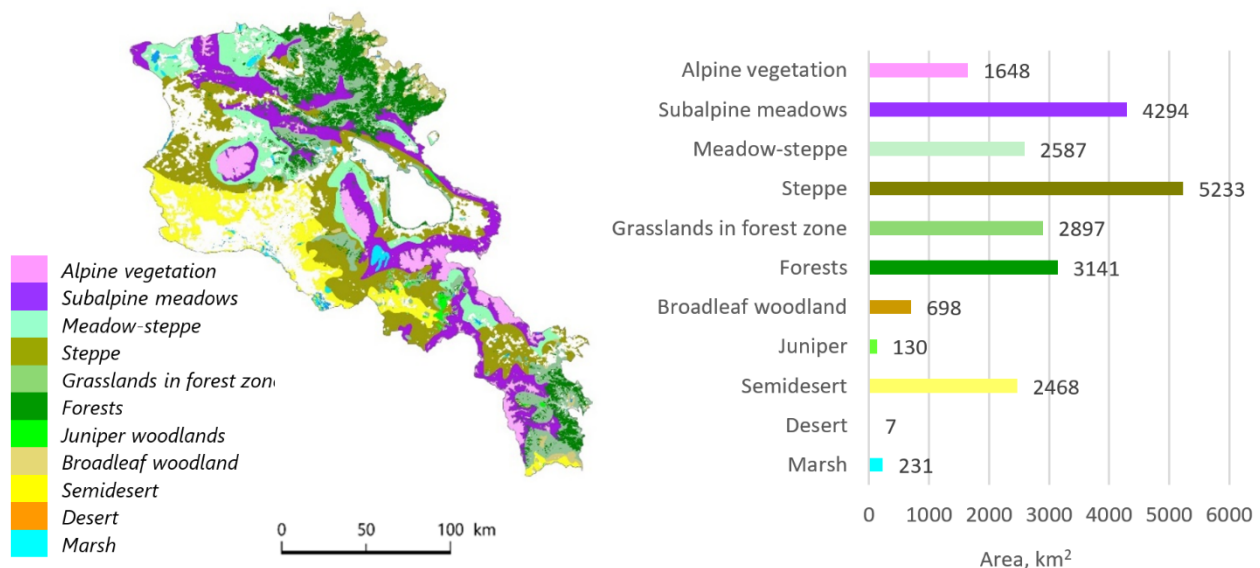 Alpine vegetation
Subalpine meadows
Meadow-steppe
Steppe
Grasslands in forest zon
Forests
Juniper woodlands
Broadleaf woodland
Semidesert
Desert
Marsh
0 50 100 km
Alpine vegetation 1648
Subalpine meadows 4294
Meadow-steppe 2587
Steppe 5233
Grasslands in forest zone 2897
Forests 3141
Broadleaf woodland 698
Juniper 130
Semidesert 2468
Desert 7
Marsh 231
0 1000 2000 3000 4000 5000 6000
Area, km²